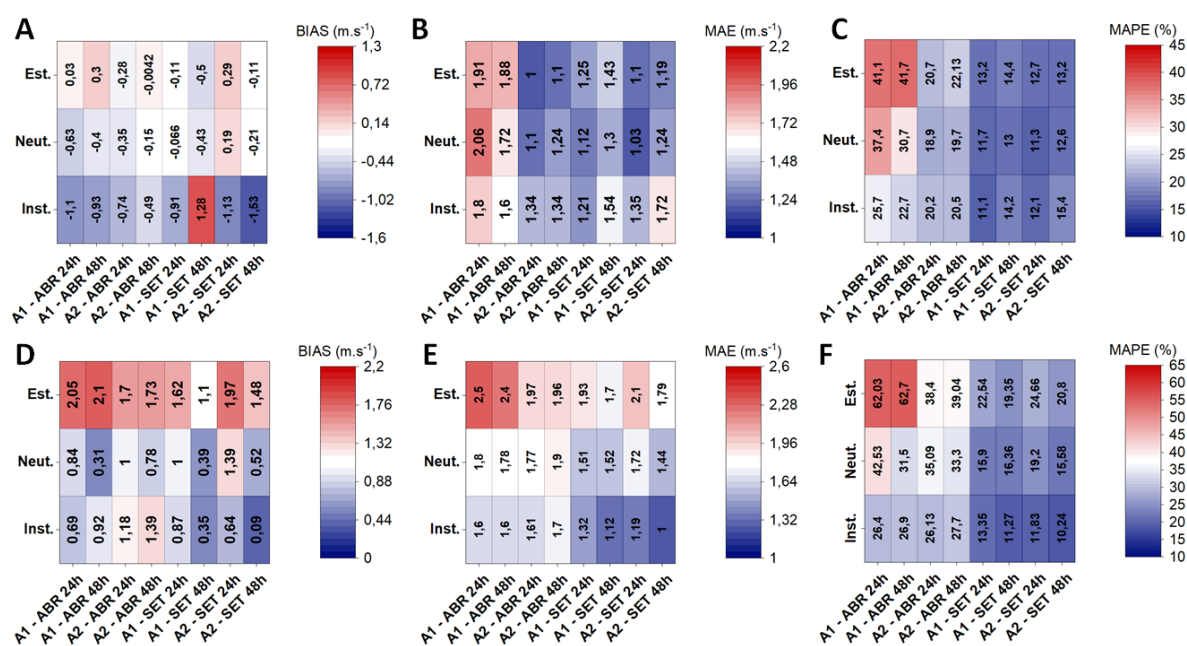 A
BIAS (m.s⁻¹)
Est.
0,03 0,3 -0,28 -0,0042 -0,11 -0,5 0,29 -0,11
Neut.
-0,63 -0,4 -0,35 -0,15 -0,066 -0,43 0,19 -0,21
Inst.
-1,1 -0,93 -0,74 -0,49 -0,91 1,28 -1,13 -1,53
A1 - ABR 24h
A1 - ABR 48h
A2 - ABR 24h
A2 - ABR 48h
A1 - SET 24h
A1 - SET 48h
A2 - SET 24h
A2 - SET 48h
1,3
0,72
0,14
-0,44
-1,02
-1,6
B
MAE (m.s⁻¹)
Est.
1,91 1,88 1 1,1 1,25 1,43 1,1 1,19
Neut.
2,06 1,72 1,1 1,24 1,12 1,3 1,03 1,24
Inst.
1,8 1,6 1,34 1,34 1,21 1,54 1,35 1,72
A1 - ABR 24h
A1 - ABR 48h
A2 - ABR 24h
A2 - ABR 48h
A1 - SET 24h
A1 - SET 48h
A2 - SET 24h
A2 - SET 48h
2,2
1,96
1,72
1,48
1,24
1
C
MAPE (%)
Est.
41,1 41,7 20,7 22,13 13,2 14,4 12,7 13,2
Neut.
37,4 30,7 18,9 19,7 11,7 13 11,3 12,6
Inst.
25,7 22,7 20,2 20,5 11,1 14,2 12,1 15,4
A1 - ABR 24h
A1 - ABR 48h
A2 - ABR 24h
A2 - ABR 48h
A1 - SET 24h
A1 - SET 48h
A2 - SET 24h
A2 - SET 48h
45
40
35
30
25
20
15
10
D
BIAS (m.s⁻¹)
Est.
2,05 2,1 1,7 1,73 1,62 1,1 1,97 1,48
Neut.
0,84 0,31 1 0,78 1 0,39 1,39 0,52
Inst.
0,69 0,92 1,18 1,39 0,87 0,35 0,64 0,09
A1 - ABR 24h
A1 - ABR 48h
A2 - ABR 24h
A2 - ABR 48h
A1 - SET 24h
A1 - SET 48h
A2 - SET 24h
A2 - SET 48h
2,2
1,76
1,32
0,88
0,44
0
E
MAE (m.s⁻¹)
Est.
2,5 2,4 1,97 1,96 1,93 1,7 2,1 1,79
Neut.
1,8 1,78 1,77 1,9 1,51 1,52 1,72 1,44
Inst.
1,6 1,6 1,61 1,7 1,32 1,12 1,19 1
A1 - ABR 24h
A1 - ABR 48h
A2 - ABR 24h
A2 - ABR 48h
A1 - SET 24h
A1 - SET 48h
A2 - SET 24h
A2 - SET 48h
2,6
2,28
1,96
1,64
1,32
1
F
MAPE (%)
Est.
62,03 62,7 38,4 39,04 22,54 19,35 24,66 20,8
Neut.
42,53 31,5 35,09 33,3 15,9 16,36 19,2 15,58
Inst.
26,4 26,9 26,13 27,7 13,35 11,27 11,83 10,24
A1 - ABR 24h
A1 - ABR 48h
A2 - ABR 24h
A2 - ABR 48h
A1 - SET 24h
A1 - SET 48h
A2 - SET 24h
A2 - SET 48h
65
60
55
50
45
40
35
30
25
20
15
10